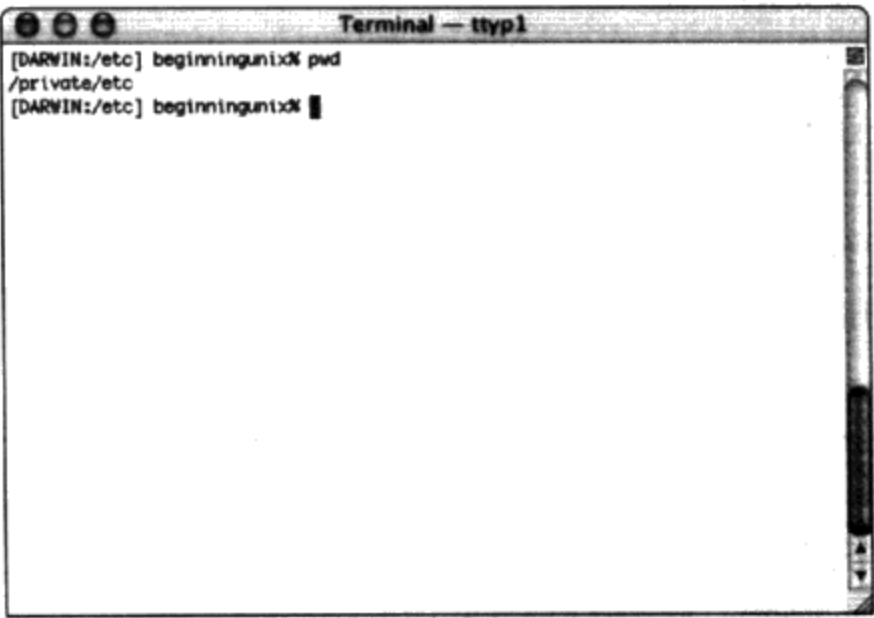 Terminal — ttyp1
[DARWIN:/etc] beginningunix% pwd
/private/etc
[DARWIN:/etc] beginningunix%